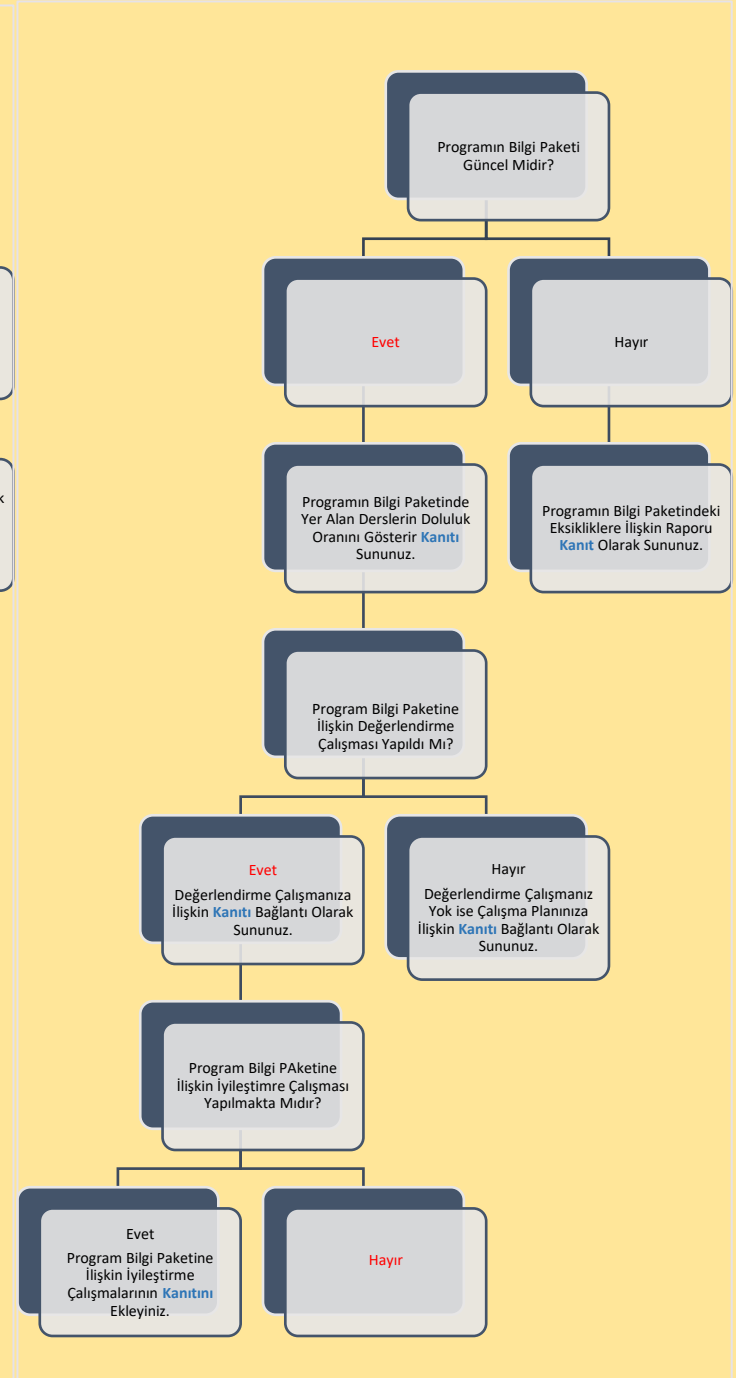 Programın Bilgi Paketi
Güncel Midir?
Evet
Hayır
k
Programın Bilgi Paketinde
Yer Alan Derslerin Doluluk
Oranını Gösterir Kanıtı
Sununuz.
Programın Bilgi Paketindeki
Eksikliklere İlişkin Raporu
Kanıt Olarak Sununuz.
Program Bilgi Paketine
İlişkin Değerlendirme
Çalışması Yapıldı Mı?
Evet
Değerlendirme Çalışmanıza
İlişkin Kanıtı Bağlantı Olarak
Sununuz.
Hayır
Değerlendirme Çalışmanız
Yok ise Çalışma Planınıza
İlişkin Kanıtı Bağlantı Olarak
Sununuz.
Program Bilgi PAketine
İlişkin İyileştimre Çalışması
Yapılmakta Mıdır?
Evet
Program Bilgi Paketine
İlişkin İyileştirme
Çalışmalarının Kanıtını
Ekleyiniz.
Hayır